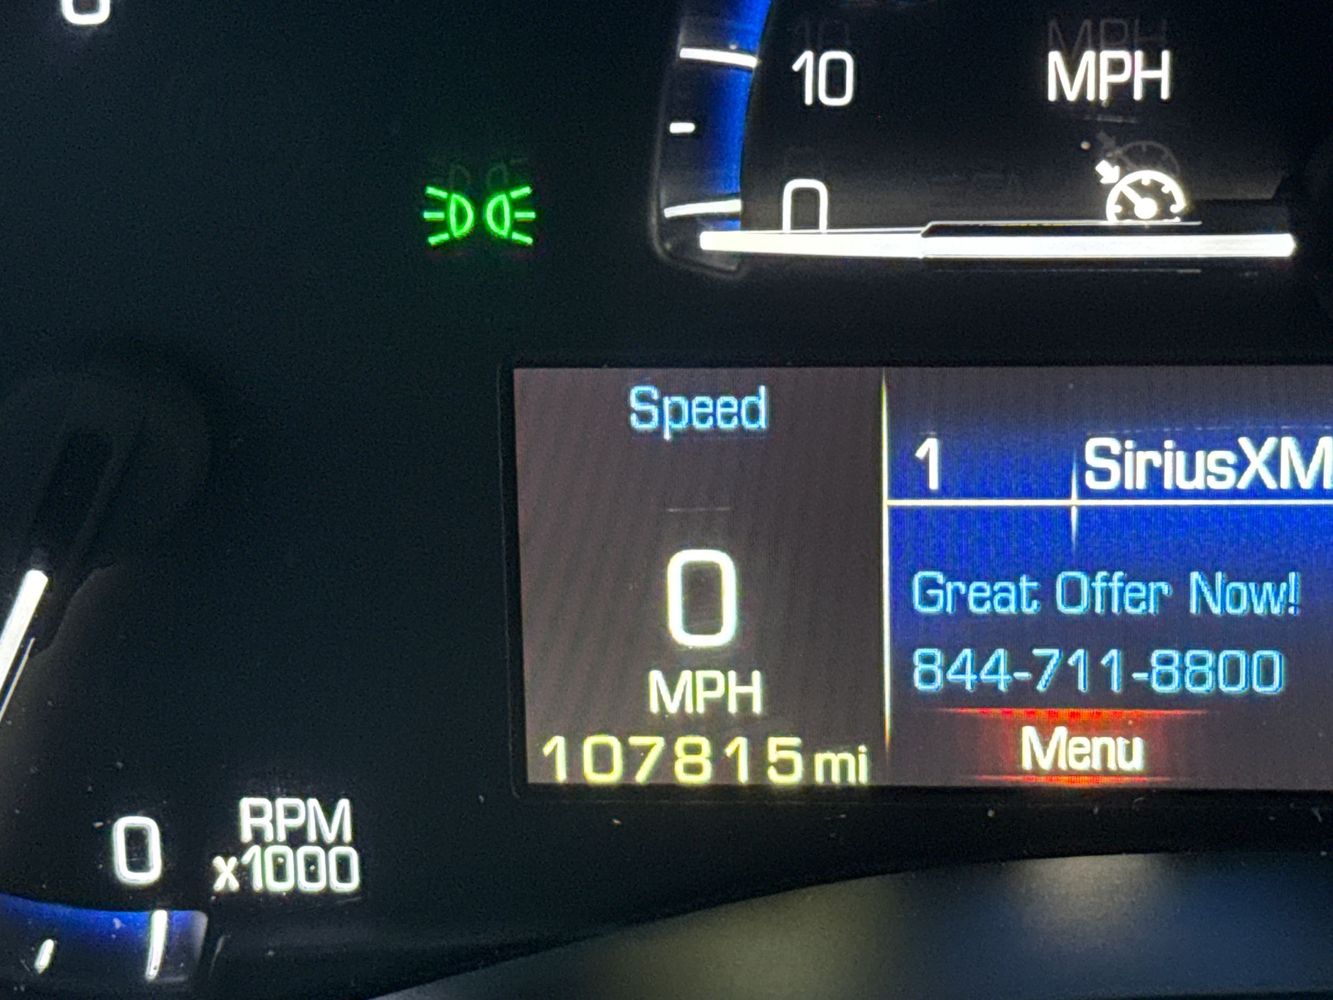 10
MPH
0
Speed
0
MPH
107815 mi
1
SiriusXM
Great Offer Now!
844-711-8800
Menu
0
RPM
x1000